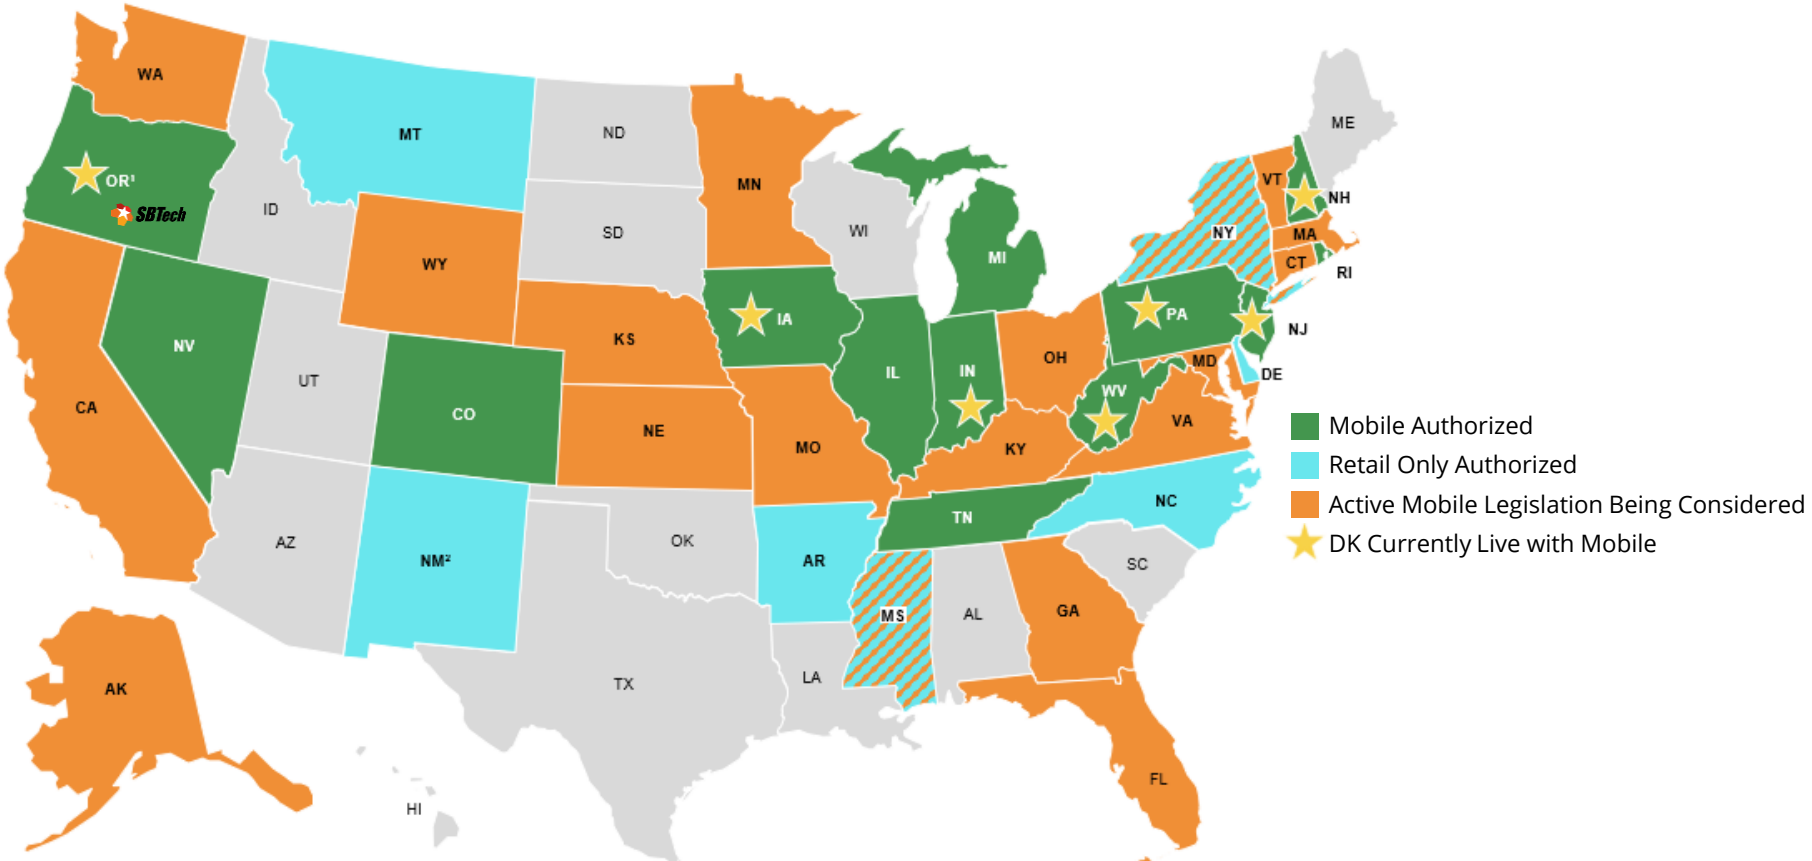 WA
MT
ND
ME
MN
OR¹
SBTech
ID
SD
WI
VT
NH
NY
MA
WY
MI
CT
RI
PA
NJ
NV
KS
IA
OH
MD
DE
UT
IL
IN
WV
CA
CO
NE
MO
KY
VA
AZ
NM²
OK
AR
TN
NC
MS
AL
GA
SC
AK
TX
LA
FL
HI
Mobile Authorized
Retail Only Authorized
Active Mobile Legislation Being Considered
DK Currently Live with Mobile